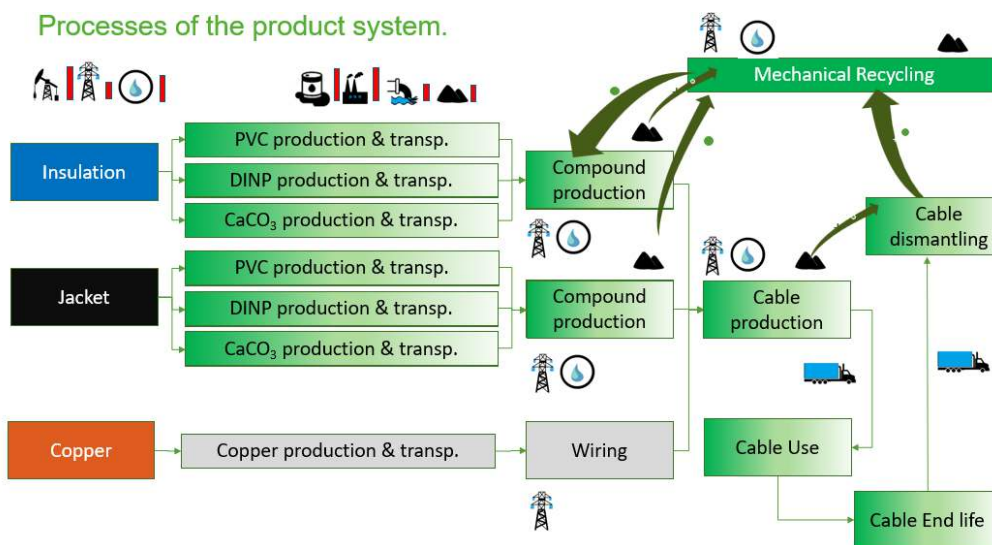 Processes of the product system.
Mechanical Recycling
PVC production & transp.
Insulation
DINP production & transp.
CaCO₃ production & transp.
Compound
production
Cable
dismantling
PVC production & transp.
Jacket
DINP production & transp.
CaCO₃ production & transp.
Compound
production
Cable
production
Copper
Copper production & transp.
Wiring
Cable Use
Cable End life